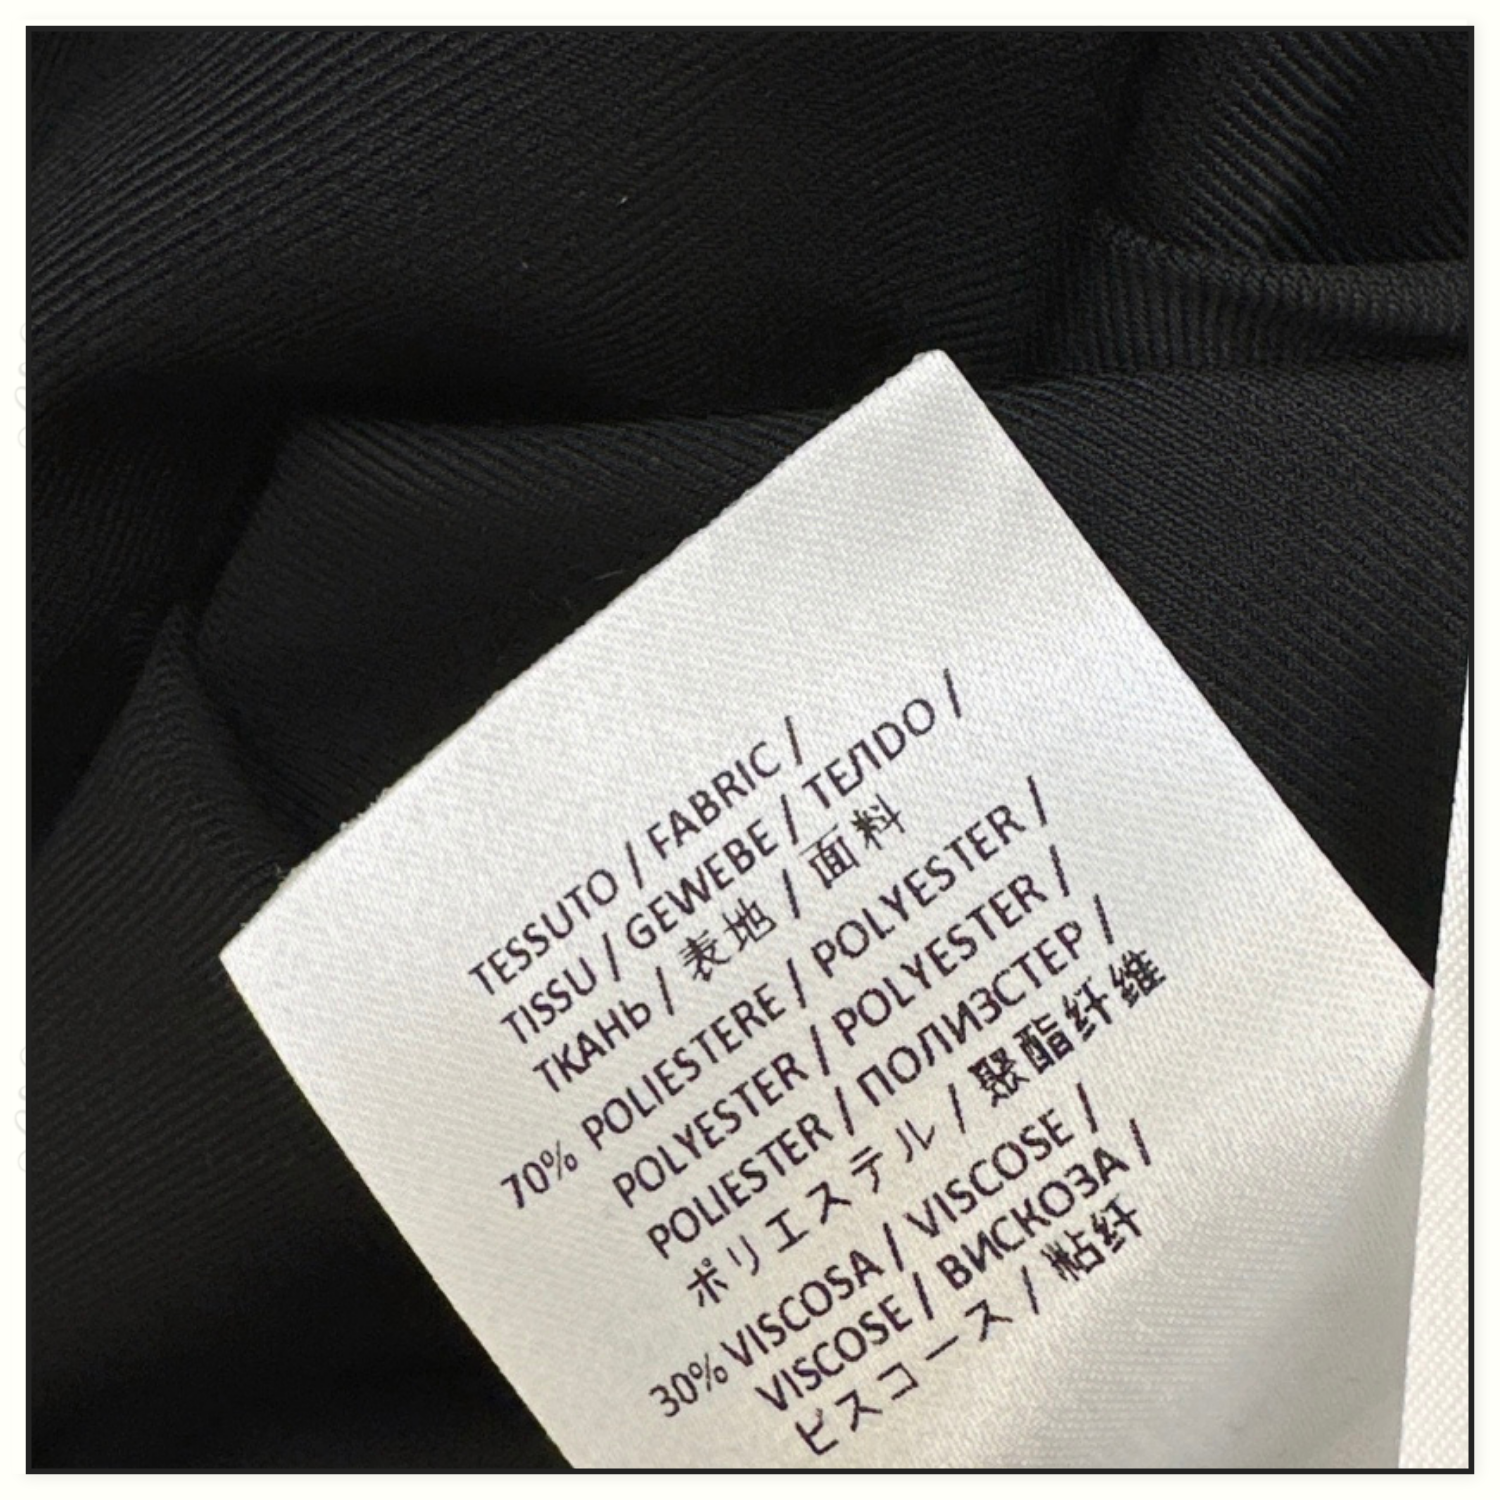 TESSUTO / FABRIC /
TISSU / GEWEBE / ТЕЛДО /
ТКАНЬ / 表地 / 面料
70% POLIESTERE / POLYESTER /
POLYESTER / POLYESTER /
POLIESTER / ПОЛИЭСТЕР /
ポリエステル / 聚酯纤维
30% VISCOSA / VISCOSE /
VISCOSE / ВИСКОЗА /
ビスコース / 粘纤